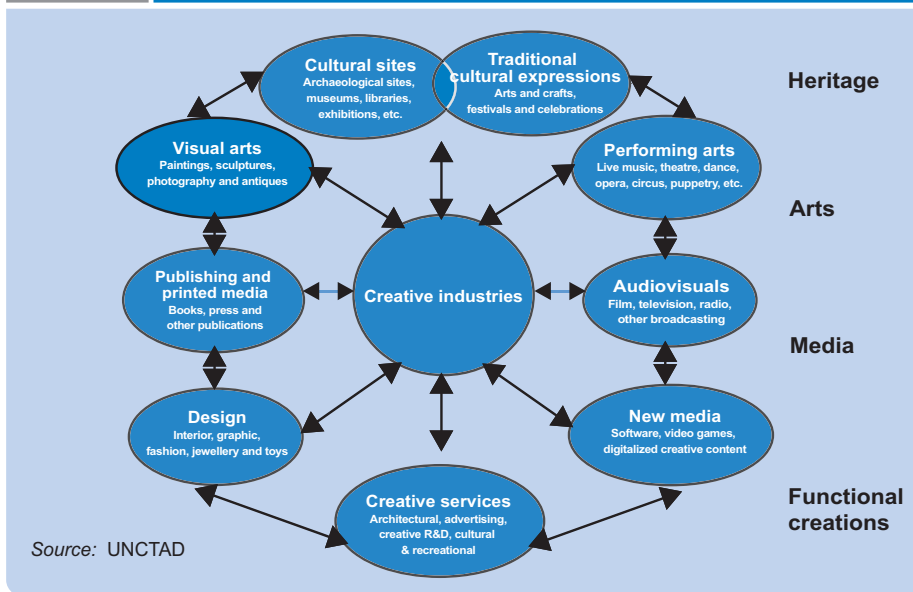 Cultural sites
Archaeological sites,
museums, libraries,
exhibitions, etc.
Traditional
cultural expressions
Arts and crafts,
festivals and celebrations
Heritage
Visual arts
Paintings, sculptures,
photography and antiques
Performing arts
Live music, theatre, dance,
opera, circus, puppetry, etc.
Arts
Publishing and
printed media
Books, press and
other publications
Creative industries
Audiovisuals
Film, television, radio,
other broadcasting
Media
Design
Interior, graphic,
fashion, jewellery and toys
New media
Software, video games,
digitalized creative content
Creative services
Architectural, advertising,
creative R&D, cultural
& recreational
Functional
creations
Source: UNCTAD